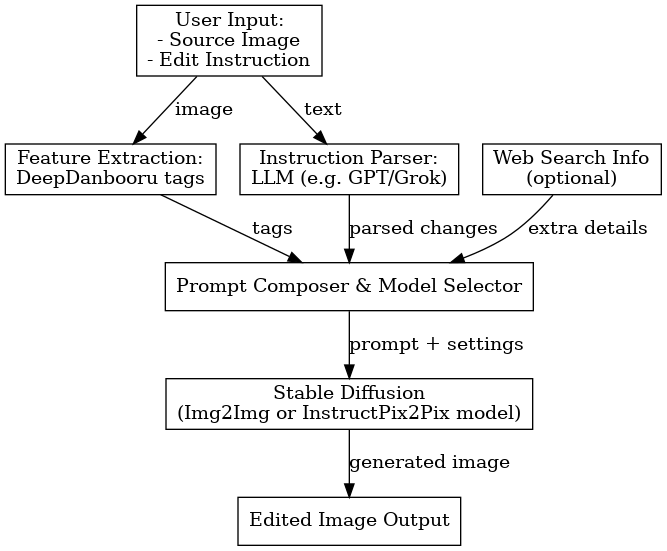 User Input:
- Source Image
- Edit Instruction
image
text
Feature Extraction:
DeepDanbooru tags
Instruction Parser:
LLM (e.g. GPT/Grok)
Web Search Info
(optional)
tags
parsed changes
extra details
Prompt Composer & Model Selector
prompt + settings
Stable Diffusion
(Img2Img or InstructPix2Pix model)
generated image
Edited Image Output